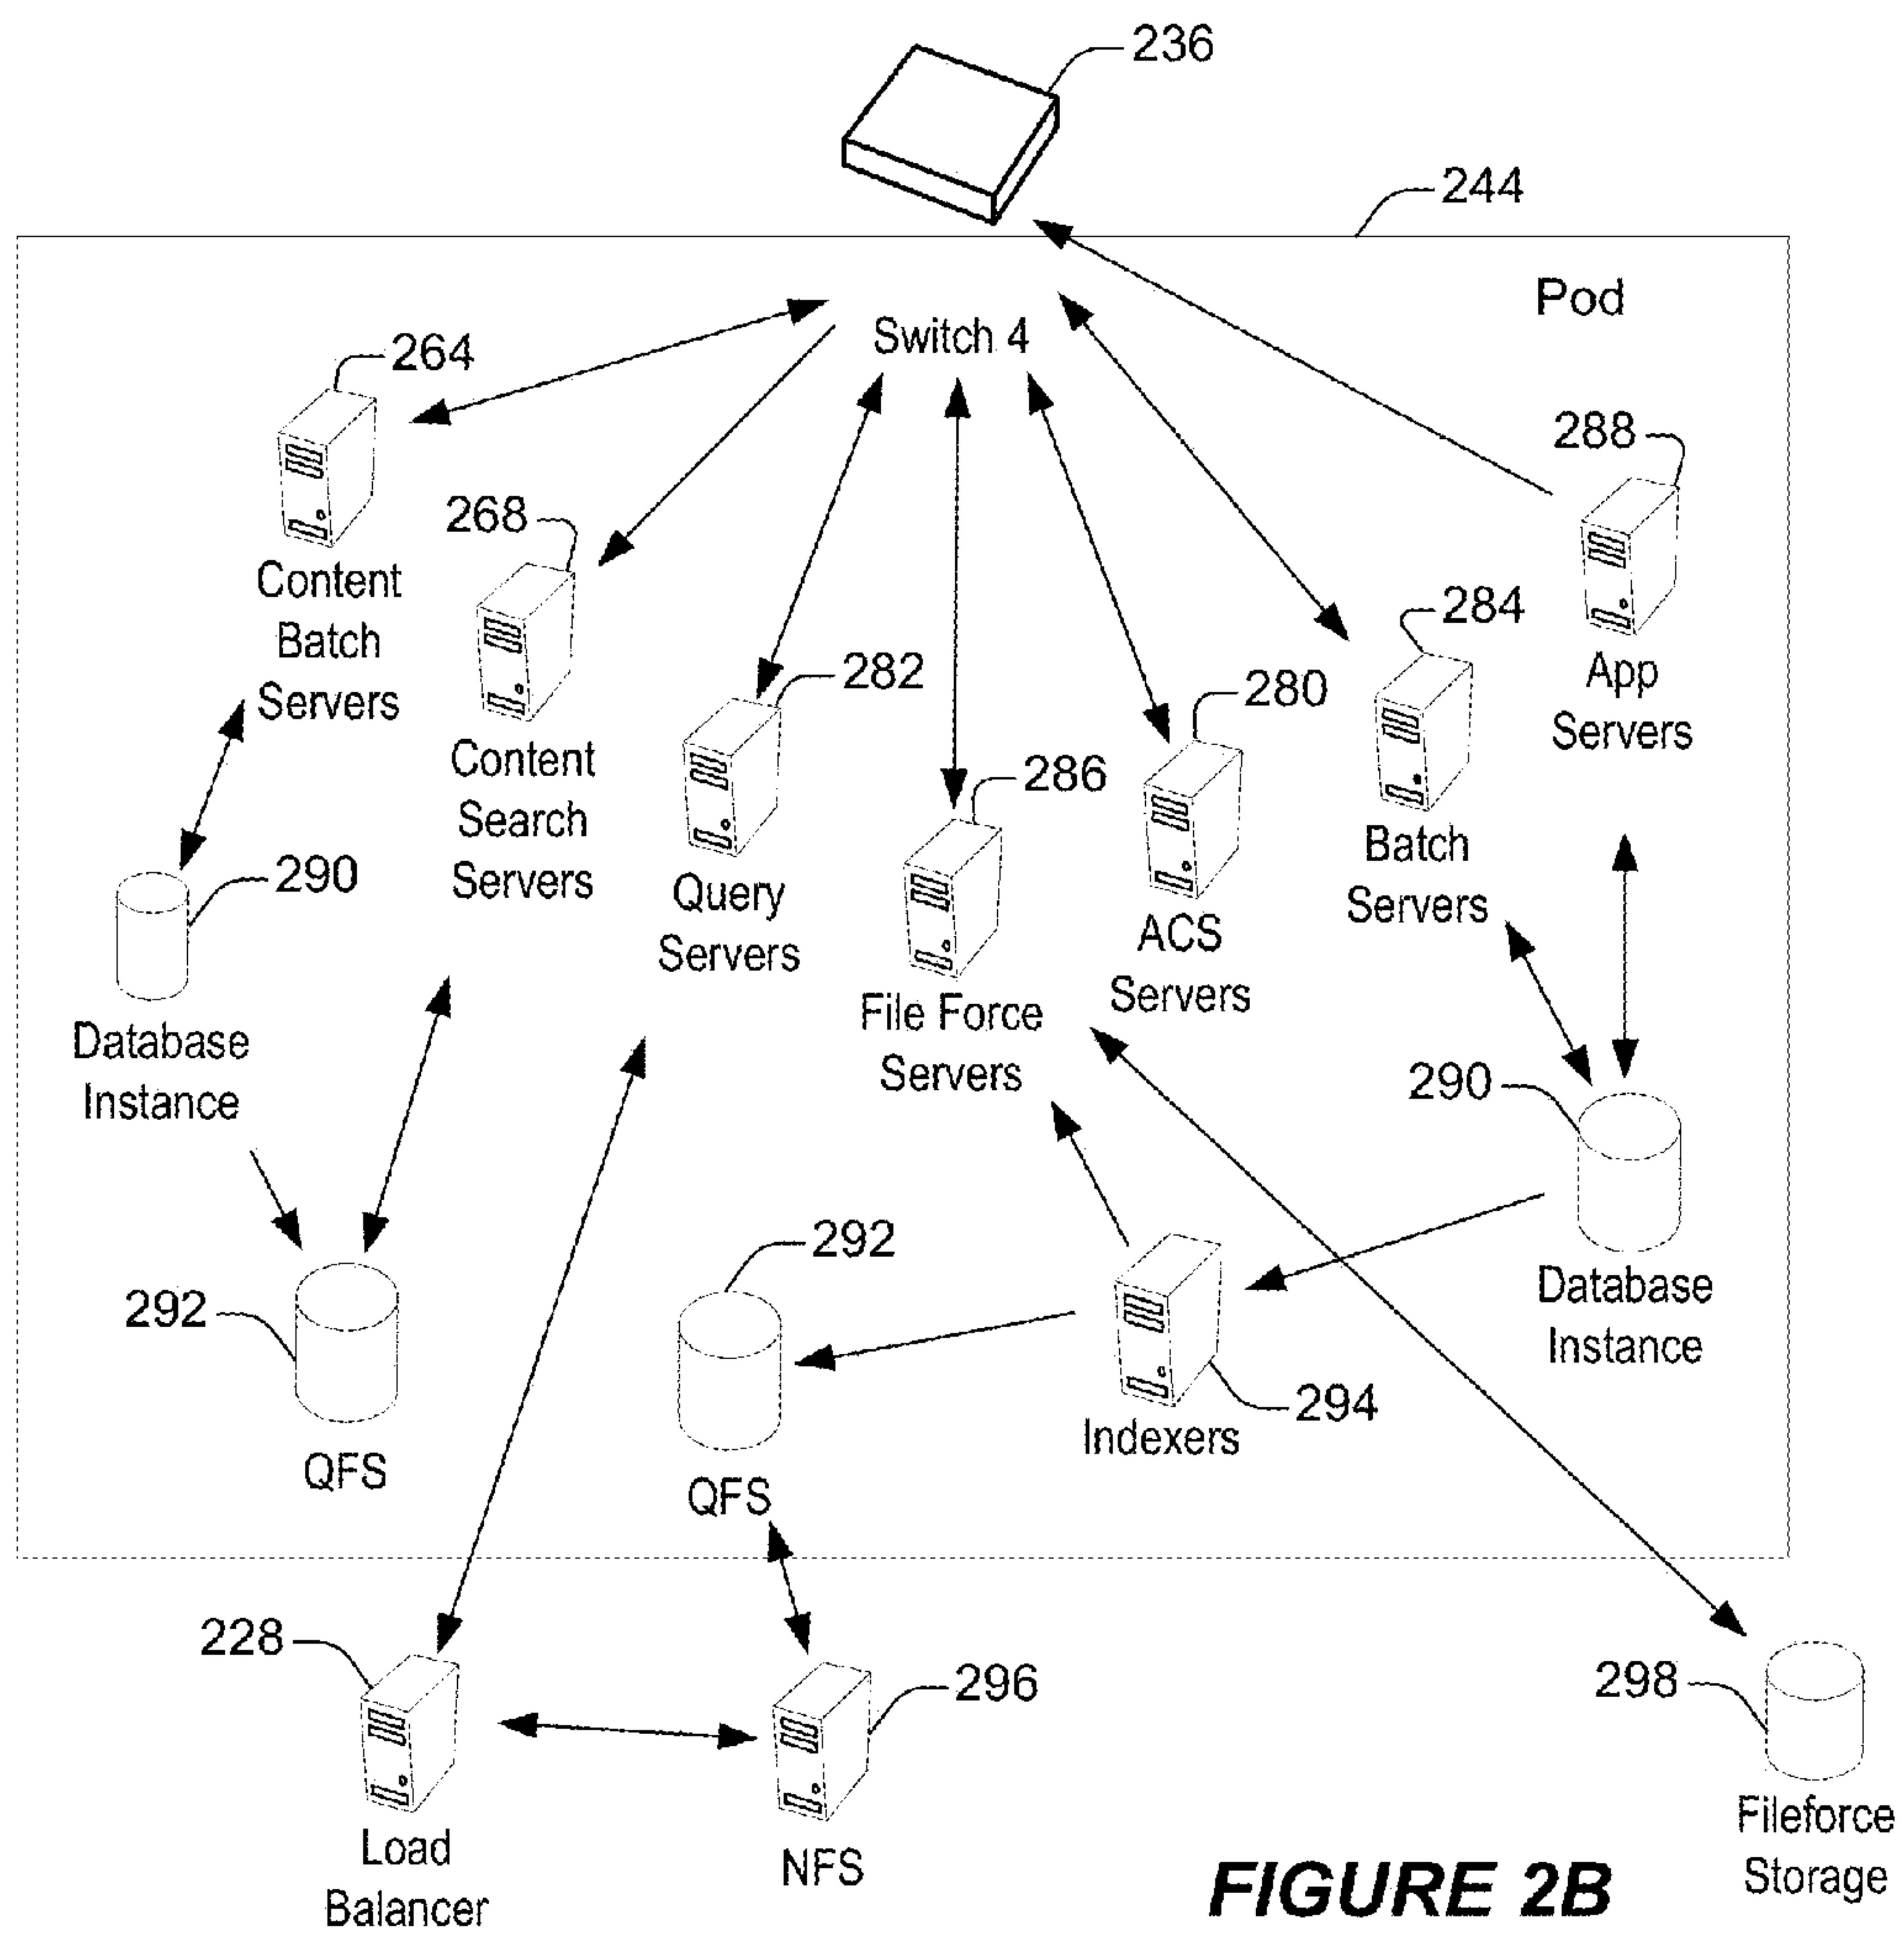 236
244
Pod
Switch 4
264
288
268
Content
Batch
Servers
284
App
Servers
282
280
Content
Search
Servers
286
Batch
Servers
290
Query
Servers
ACS
Servers
File Force
Servers
Database
Instance
290
292
292
Database
Instance
294
Indexers
QFS
QFS
228
296
298
Load
Balancer
NFS
Fileforce
Storage
FIGURE 2B